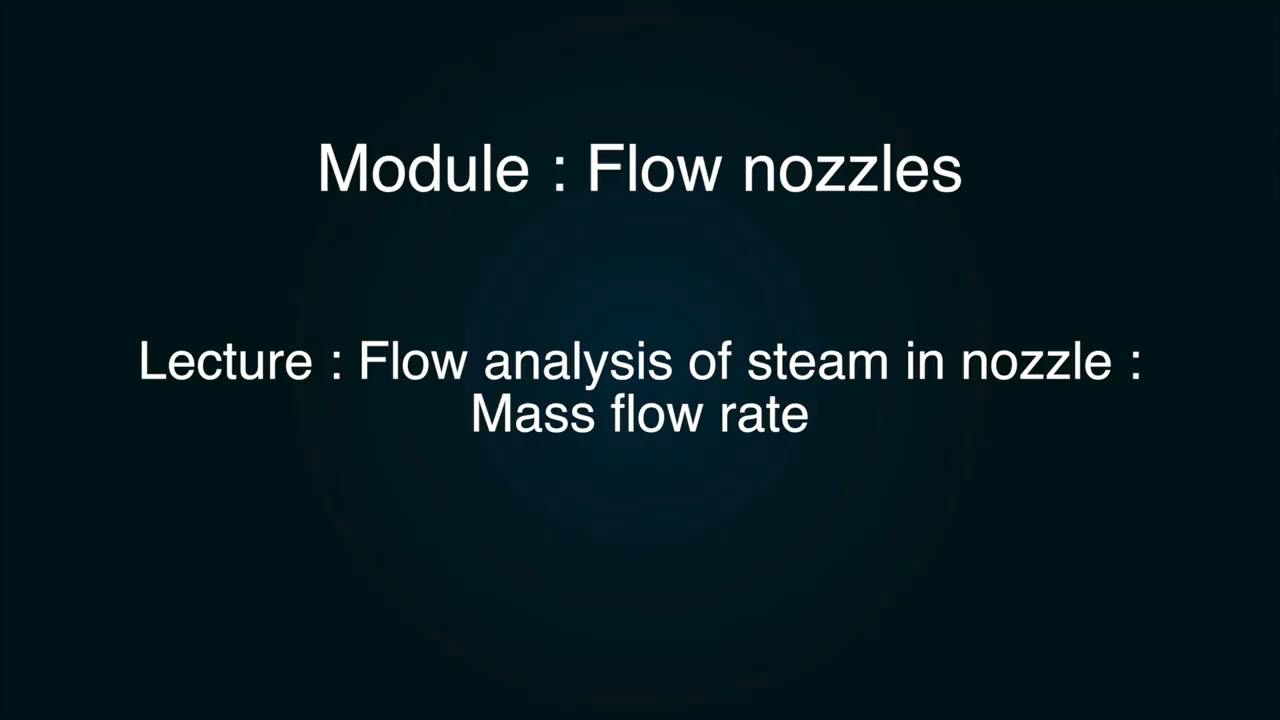 Module : Flow nozzles
Lecture : Flow analysis of steam in nozzle :
Mass flow rate